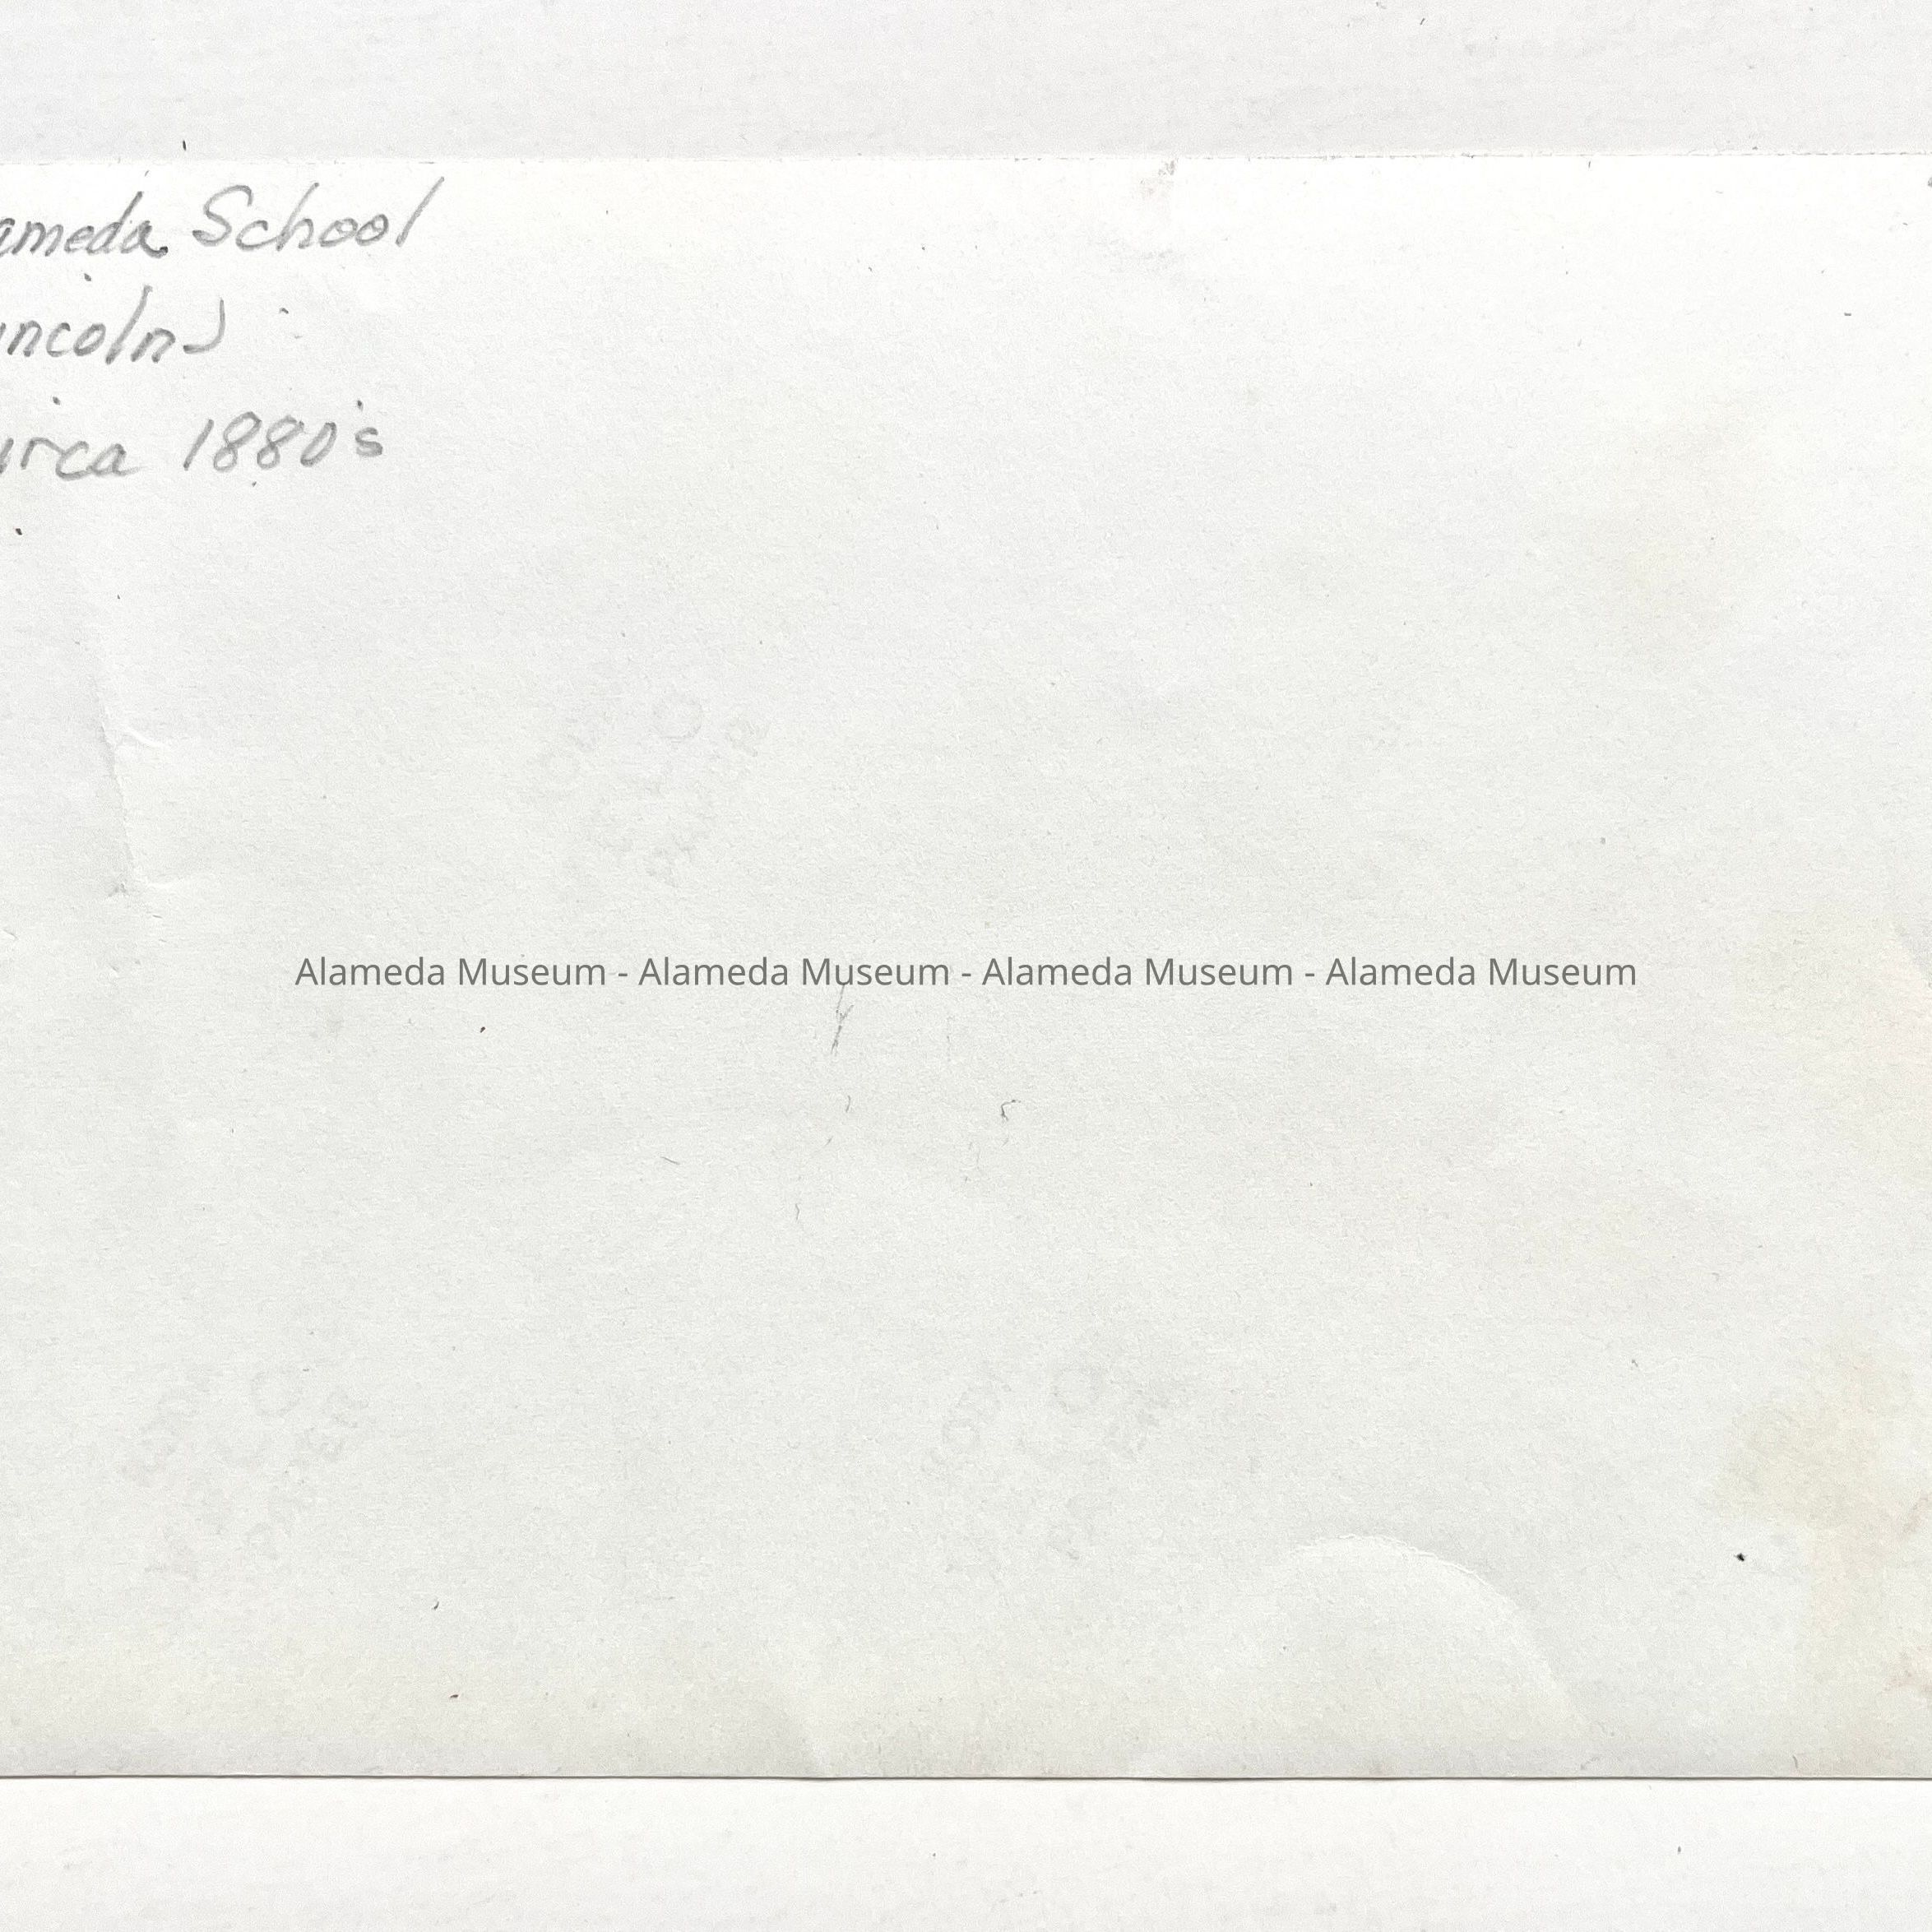 ameda School
incoln)
irca 1880's
Alameda Museum - Alameda Museum - Alameda Museum - Alameda Museum